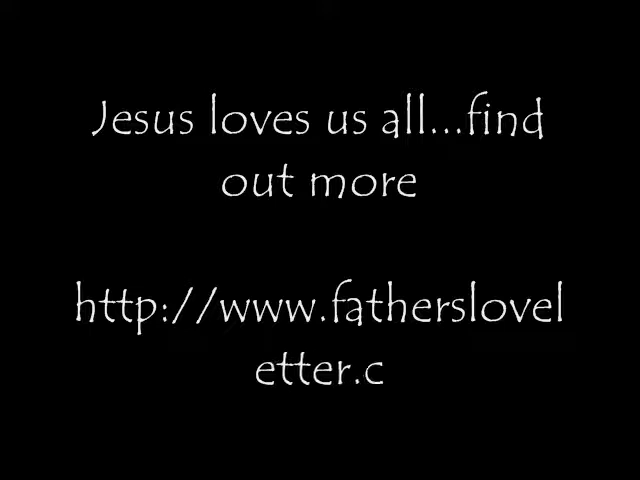 Jesus loves us all...find
out more
http://www.fatherslovel
etter.c